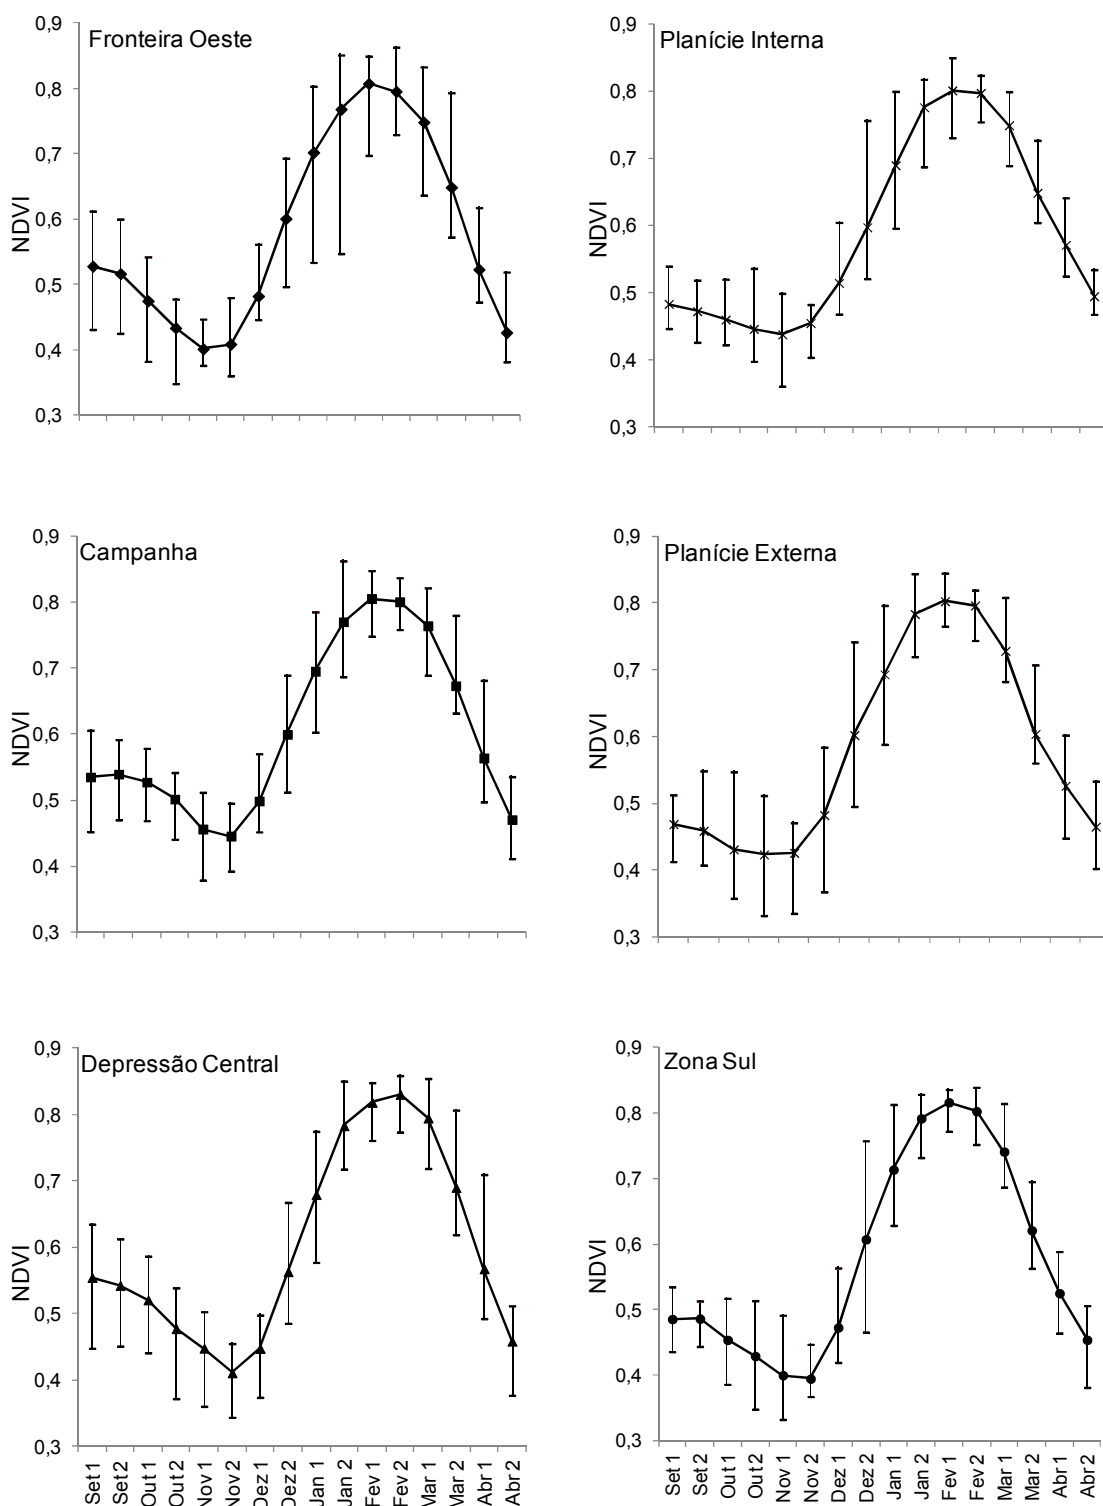 Fronteira Oeste
NDVI
0,9
0,8
0,7
0,6
0,5
0,4
0,3
Planície Interna
NDVI
0,9
0,8
0,7
0,6
0,5
0,4
0,3
Campanha
NDVI
0,9
0,8
0,7
0,6
0,5
0,4
0,3
Planície Externa
NDVI
0,9
0,8
0,7
0,6
0,5
0,4
0,3
Depressão Central
NDVI
0,9
0,8
0,7
0,6
0,5
0,4
0,3
Set 1
Set 2
Out 1
Out 2
Nov 1
Nov 2
Dez 1
Dez 2
Jan 1
Jan 2
Fev 1
Fev 2
Mar 1
Mar 2
Abr 1
Abr 2
Zona Sul
NDVI
0,9
0,8
0,7
0,6
0,5
0,4
0,3
Set 1
Set 2
Out 1
Out 2
Nov 1
Nov 2
Dez 1
Dez 2
Jan 1
Jan 2
Fev 1
Fev 2
Mar 1
Mar 2
Abr 1
Abr 2